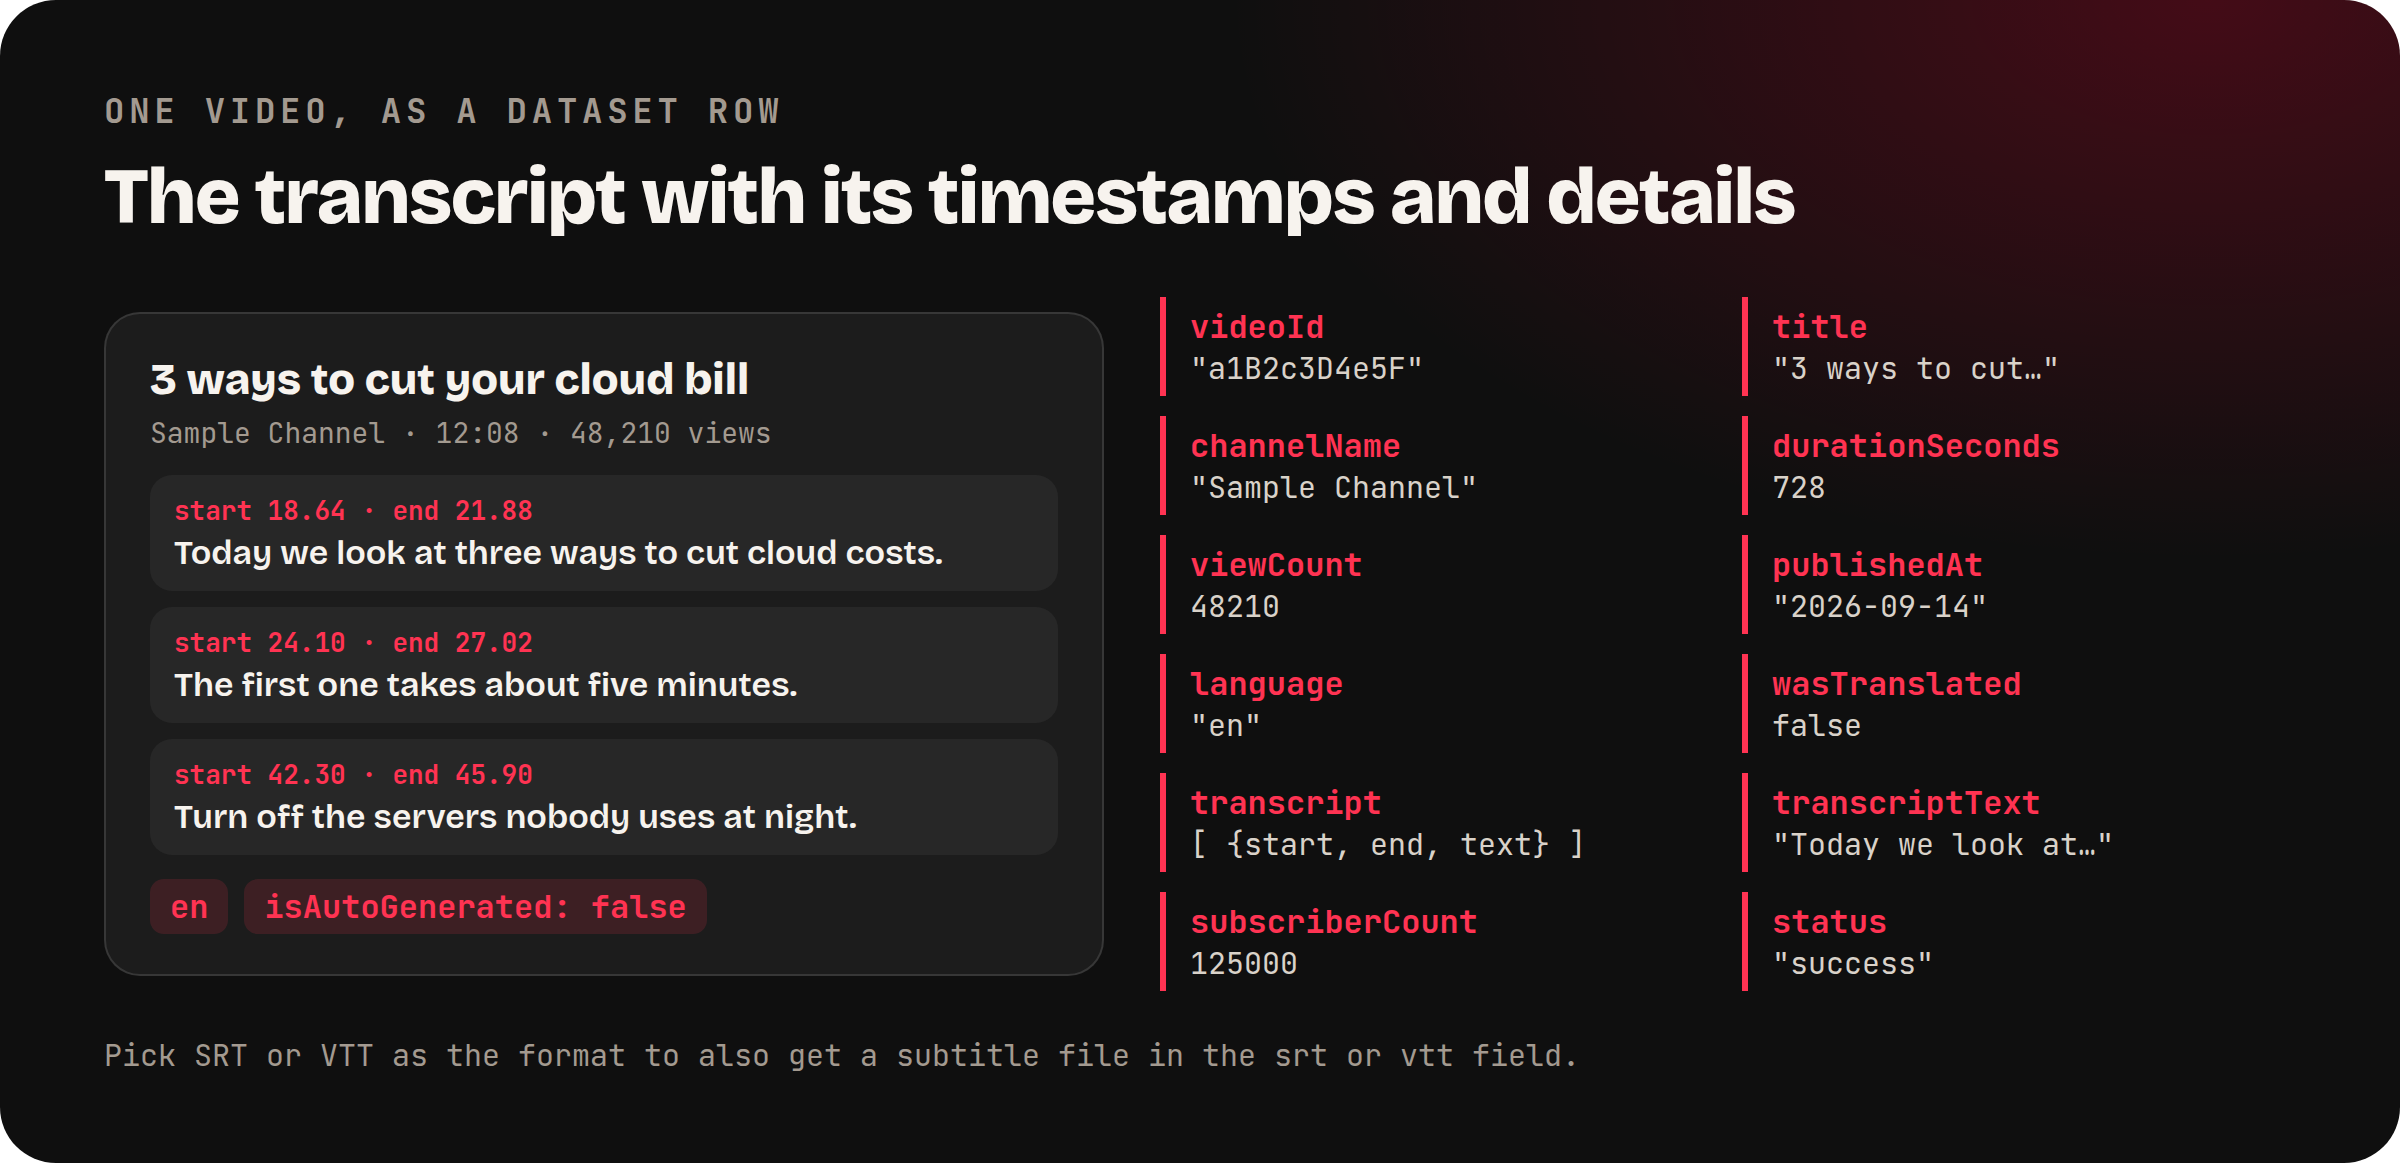 ONE VIDEO, AS A DATASET ROW
The transcript with its timestamps and details
3 ways to cut your cloud bill
Sample Channel · 12:08 · 48,210 views
start 18.64 · end 21.88
Today we look at three ways to cut cloud costs.
start 24.10 · end 27.02
The first one takes about five minutes.
start 42.30 · end 45.90
Turn off the servers nobody uses at night.
en
isAutoGenerated: false
videoId
"a1B2c3D4e5F"
title
"3 ways to cut…"
channelName
"Sample Channel"
durationSeconds
728
viewCount
48210
publishedAt
"2026-09-14"
language
"en"
wasTranslated
false
transcript
[ {start, end, text} ]
transcriptText
"Today we look at…"
subscriberCount
125000
status
"success"
Pick SRT or VTT as the format to also get a subtitle file in the srt or vtt field.